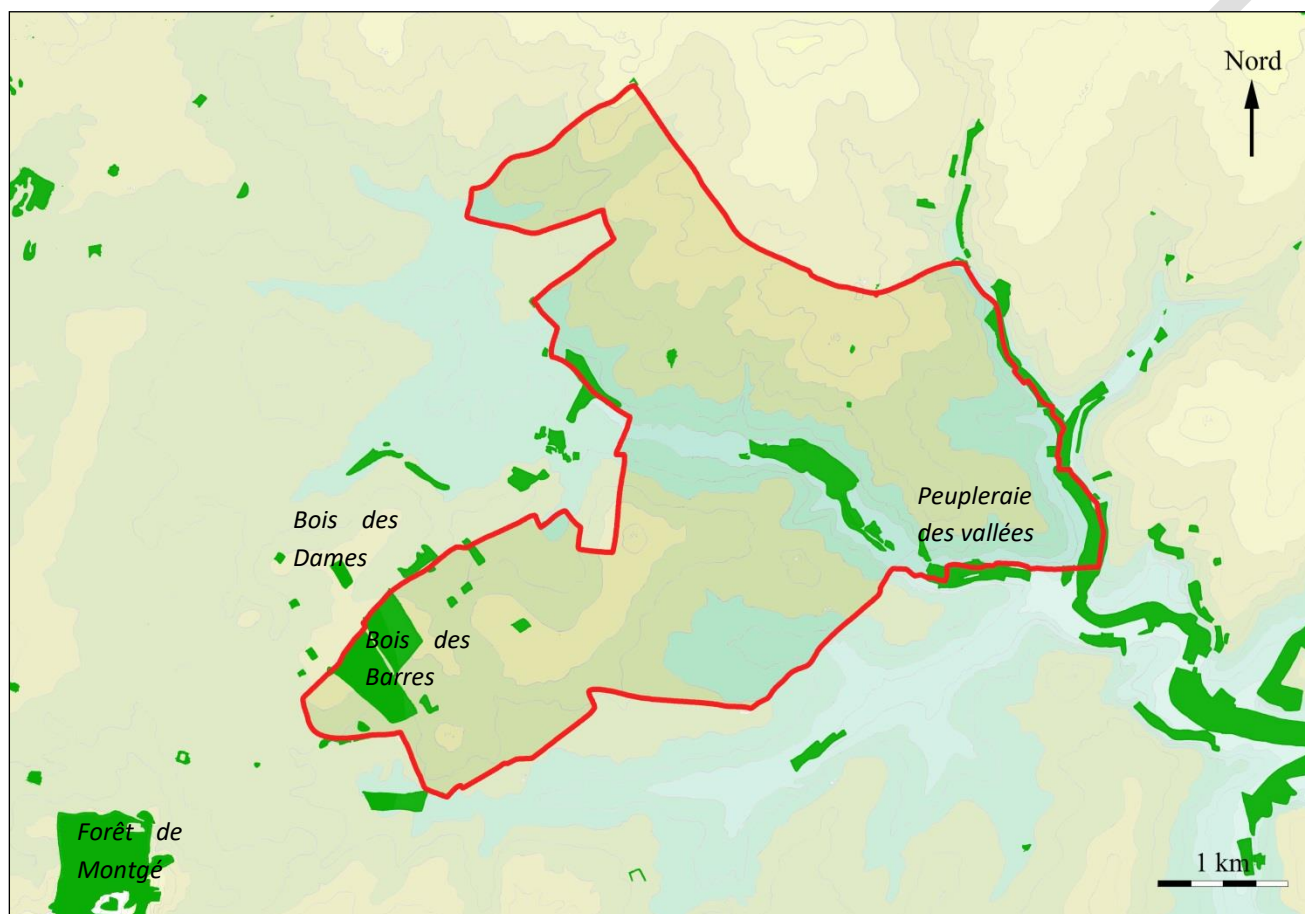 Nord
Peupleraie
des vallées
Bois des
Dames
Bois des
Barres
Forêt de
Montgé
1 km